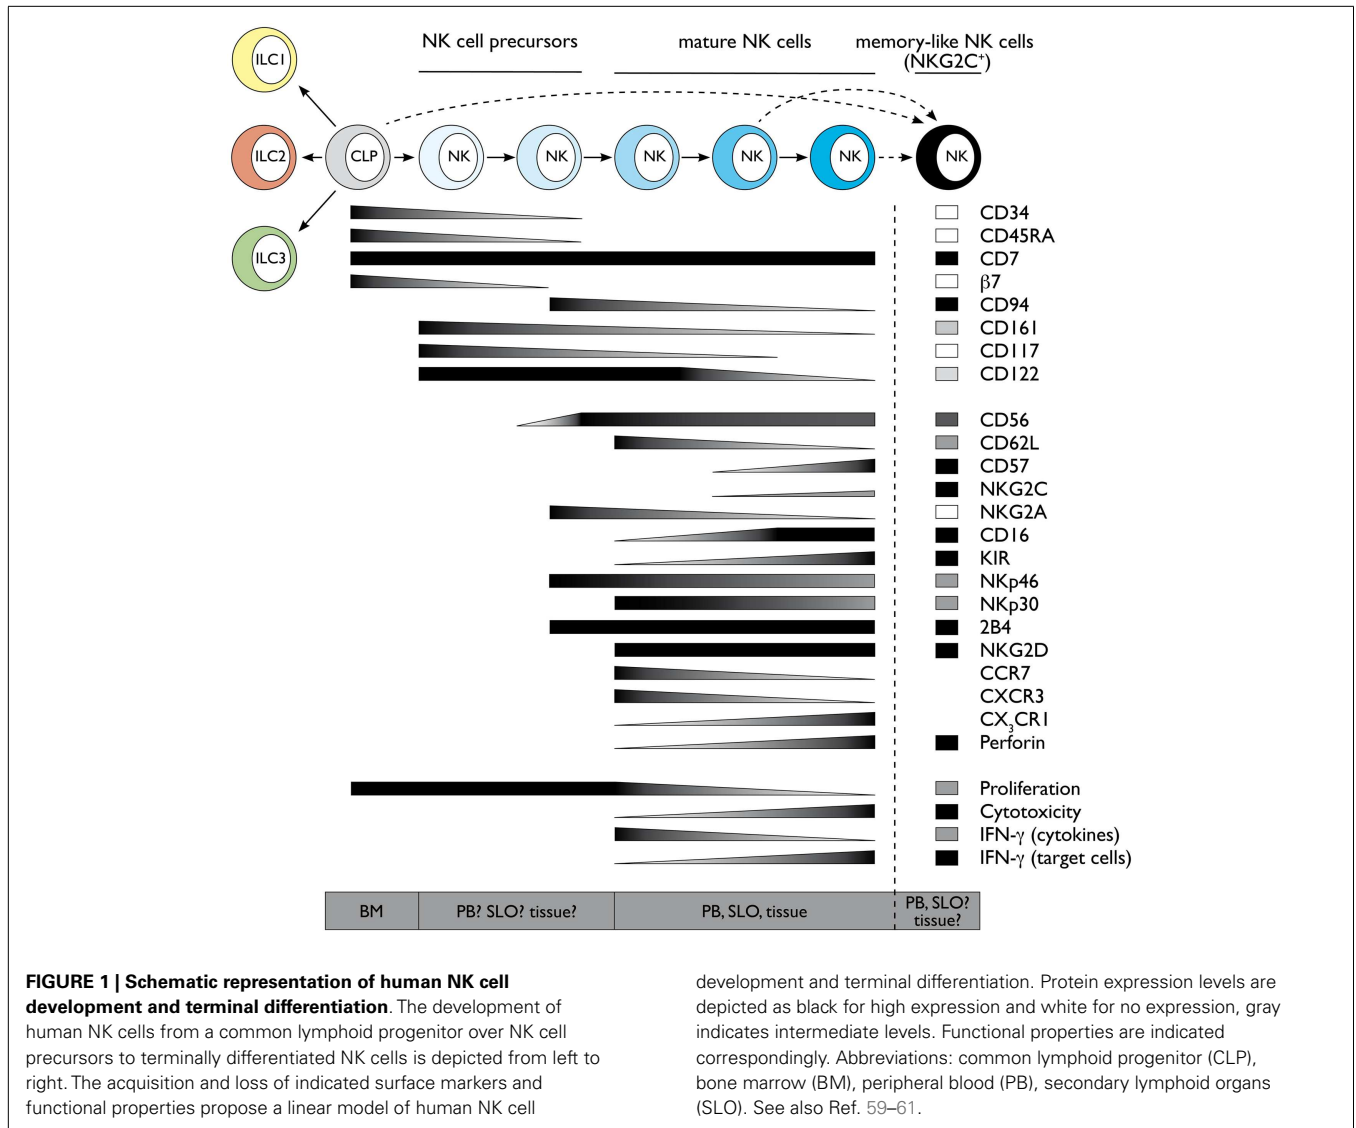 NK cell precursors
mature NK cells
memory-like NK cells
(NKG2C⁺)
ILC1
ILC2
CLP
NK
NK
NK
NK
NK
NK
ILC3
CD34
CD45RA
CD7
β7
CD94
CD161
CD117
CD122
CD56
CD62L
CD57
NKG2C
NKG2A
CD16
KIR
NKp46
NKp30
2B4
NKG2D
CCR7
CXCR3
CX₃CR1
Perforin
Proliferation
Cytotoxicity
IFN-γ (cytokines)
IFN-γ (target cells)
BM
PB? SLO? tissue?
PB, SLO, tissue
PB, SLO?
tissue?
FIGURE 1 | Schematic representation of human NK cell
development and terminal differentiation. The development of
human NK cells from a common lymphoid progenitor over NK cell
precursors to terminally differentiated NK cells is depicted from left to
right. The acquisition and loss of indicated surface markers and
functional properties propose a linear model of human NK cell
development and terminal differentiation. Protein expression levels are
depicted as black for high expression and white for no expression, gray
indicates intermediate levels. Functional properties are indicated
correspondingly. Abbreviations: common lymphoid progenitor (CLP),
bone marrow (BM), peripheral blood (PB), secondary lymphoid organs
(SLO). See also Ref. 59–61.